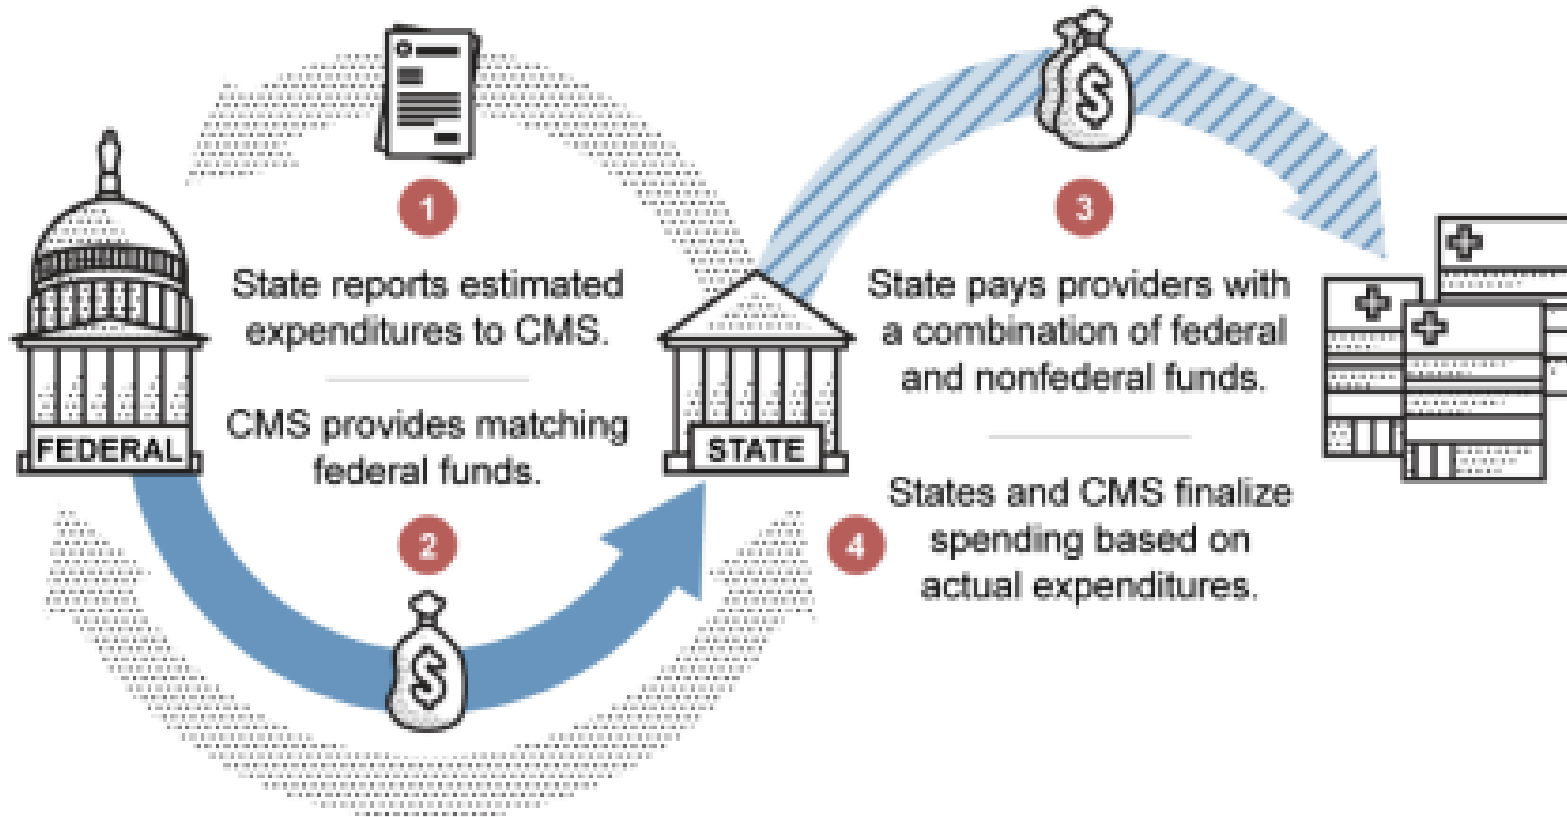 1
State reports estimated
expenditures to CMS.
CMS provides matching
federal funds.
2
FEDERAL
STATE
3
State pays providers with
a combination of federal
and nonfederal funds.
4
States and CMS finalize
spending based on
actual expenditures.
$
$